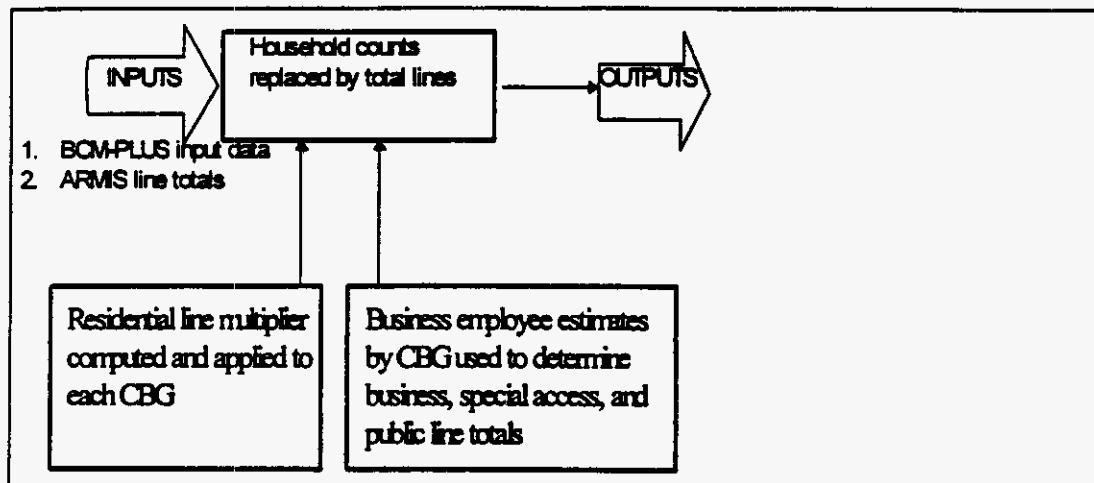 Household counts
replaced by total lines
INPUTS
OUTPUTS
1. BCM-PLUS input data
2. ARMIS line totals
Residential line multiplier
computed and applied to
each CBG
Business employee estimates
by CBG used to determine
business, special access, and
public line totals